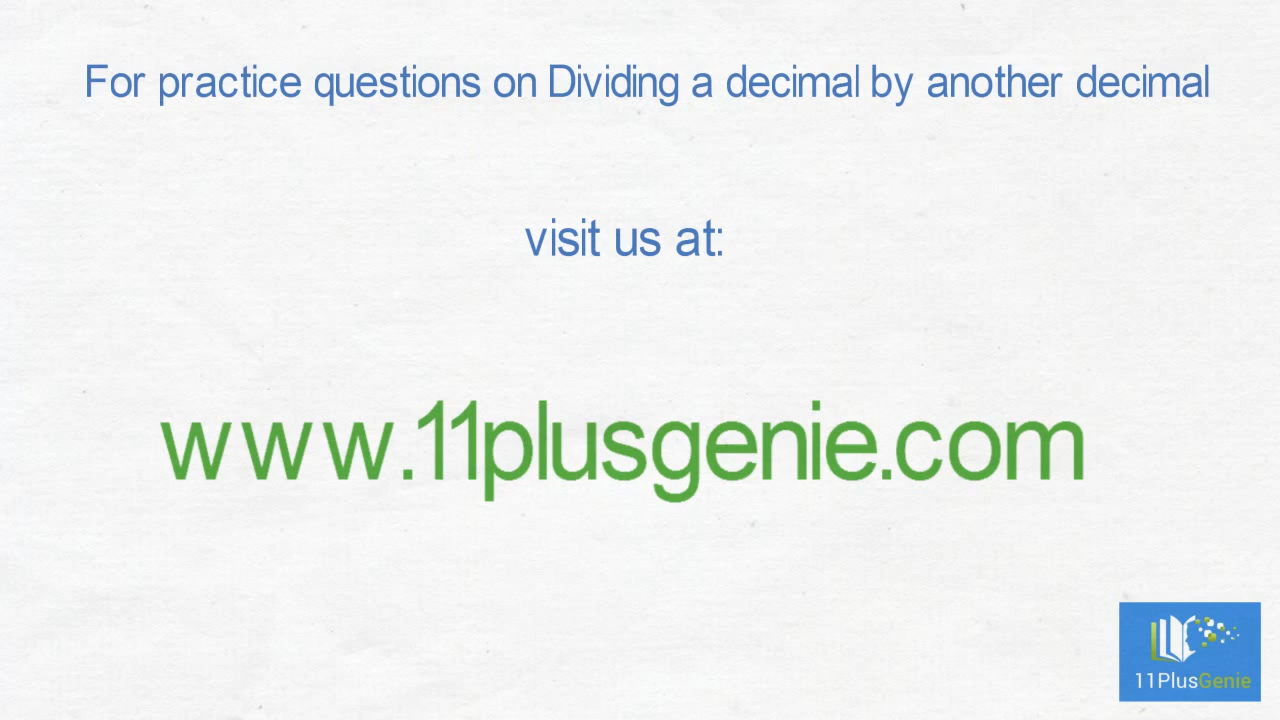 For practice questions on Dividing a decimal by another decimal
visit us at:
www.11plusgenie.com
11PlusGenie